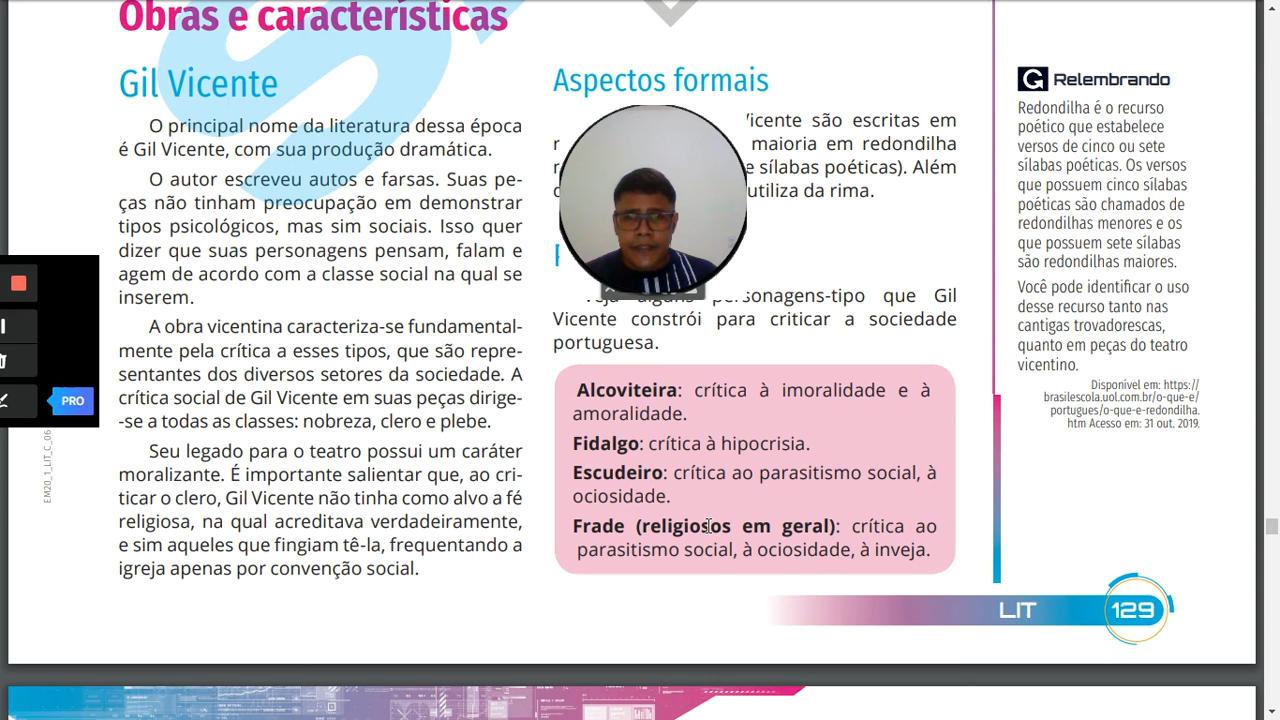 Obras e características
Gil Vicente
O principal nome da literatura dessa época
é Gil Vicente, com sua produção dramática.
O autor escreveu autos e farsas. Suas pe-
ças não tinham preocupação em demonstrar
tipos psicológicos, mas sim sociais. Isso quer
dizer que suas personagens pensam, falam e
agem de acordo com a classe social na qual se
inserem.
A obra vicentina caracteriza-se fundamental-
mente pela crítica a esses tipos, que são repre-
sentantes dos diversos setores da sociedade. A
crítica social de Gil Vicente em suas peças dirige-
-se a todas as classes: nobreza, clero e plebe.
Seu legado para o teatro possui um caráter
moralizante. É importante salientar que, ao cri-
ticar o clero, Gil Vicente não tinha como alvo a fé
religiosa, na qual acreditava verdadeiramente,
e sim aqueles que fingiam tê-la, frequentando a
igreja apenas por convenção social.
Aspectos formais
Vicente são escritas em
maioria em redondilha
sílabas poéticas). Além
utiliza da rima.
Veja alguns personagens-tipo que Gil
Vicente constrói para criticar a sociedade
portuguesa.
Alcoviteira: crítica à imoralidade e à
amoralidade.
Fidalgo: crítica à hipocrisia.
Escudeiro: crítica ao parasitismo social, à
ociosidade.
Frade (religiosos em geral): crítica ao
parasitismo social, à ociosidade, à inveja.
Relembrando
Redondilha é o recurso
poético que estabelece
versos de cinco ou sete
sílabas poéticas. Os versos
que possuem cinco sílabas
poéticas são chamados de
redondilhas menores e os
que possuem sete sílabas
são redondilhas maiores.
Você pode identificar o uso
desse recurso tanto nas
cantigas trovadorescas,
quanto em peças do teatro
vicentino.
Disponível em: https://
brasilescola.uol.com.br/o-que-e/
portugues/o-que-e-redondilha.
htm Acesso em: 31 out. 2019.
PRO
EM20_1_LIT_C_06
LIT
129